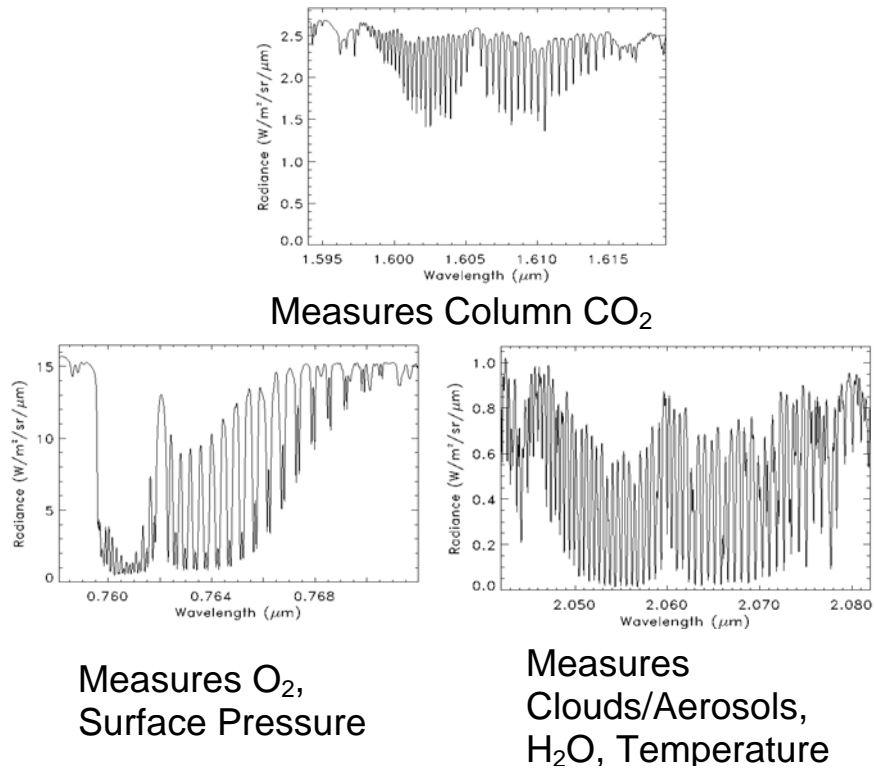 2.5
2.0
1.5
1.0
0.5
0.0
Radiance (W/m²/sr/μm)
1.595 1.600 1.605 1.610 1.615
Wavelength (μm)
Measures Column CO₂
15
10
5
0
Radiance (W/m²/sr/μm)
0.760 0.764 0.768
Wavelength (μm)
Measures O₂,
Surface Pressure
1.0
0.8
0.6
0.4
0.2
0.0
Radiance (W/m²/sr/μm)
2.050 2.060 2.070 2.080
Wavelength (μm)
Measures
Clouds/Aerosols,
H₂O, Temperature